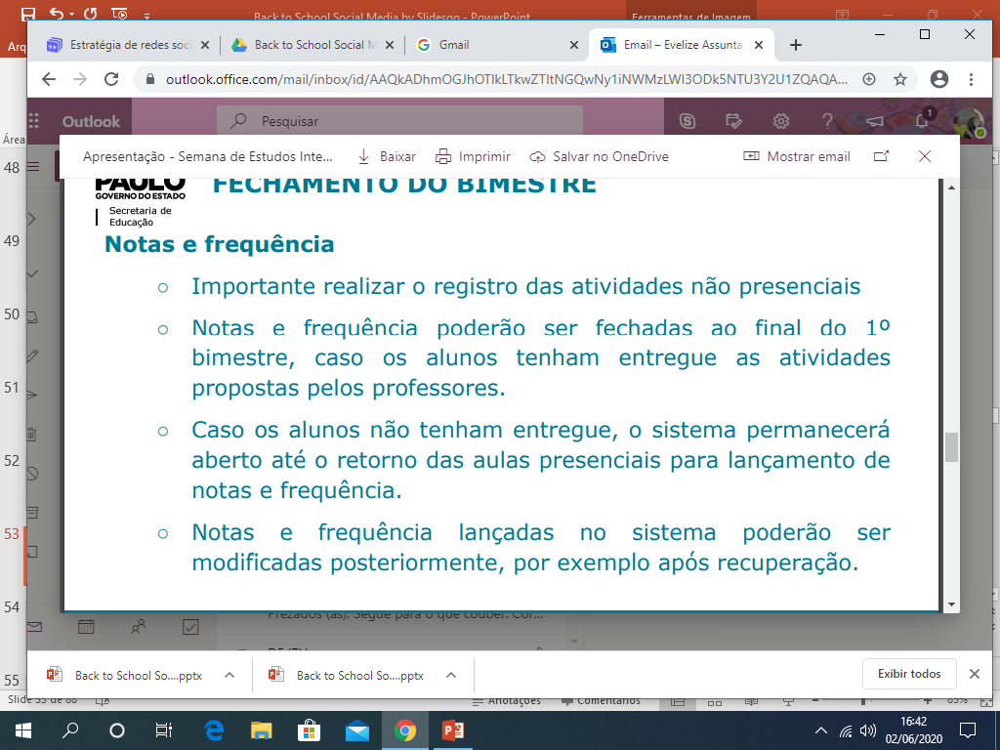 Back to School Social Media by Slidesgo - PowerPoint
Ferramentas de Imagem
Arq
Estratégia de redes soci
Back to School Social M
Gmail
Email – Evelize Assunta
outlook.office.com/mail/inbox/id/AAQkADhmOGJhOTlkLTkwZTItNGQwNy1iNWMzLWI3ODk5NTU3Y2U1ZQAQA...
Outlook
Pesquisar
1
Área
Apresentação - Semana de Estudos Inte...
Baixar
Imprimir
Salvar no OneDrive
Mostrar email
48
49
50
51
52
53
54
55
PAULO
GOVERNO DO ESTADO
Secretaria de
Educação
FECHAMENTO DO BIMESTRE
Notas e frequência
○ Importante realizar o registro das atividades não presenciais
○ Notas e frequência poderão ser fechadas ao final do 1º
bimestre, caso os alunos tenham entregue as atividades
propostas pelos professores.
○ Caso os alunos não tenham entregue, o sistema permanecerá
aberto até o retorno das aulas presenciais para lançamento de
notas e frequência.
○ Notas e frequência lançadas no sistema poderão ser
modificadas posteriormente, por exemplo após recuperação.
Prezados (as), Segue para o que couber. Cor...
Back to School So....pptx
Back to School So....pptx
Exibir todos
Slide 53 de 68
Anotações
Comentários
85%
16:42
02/06/2020